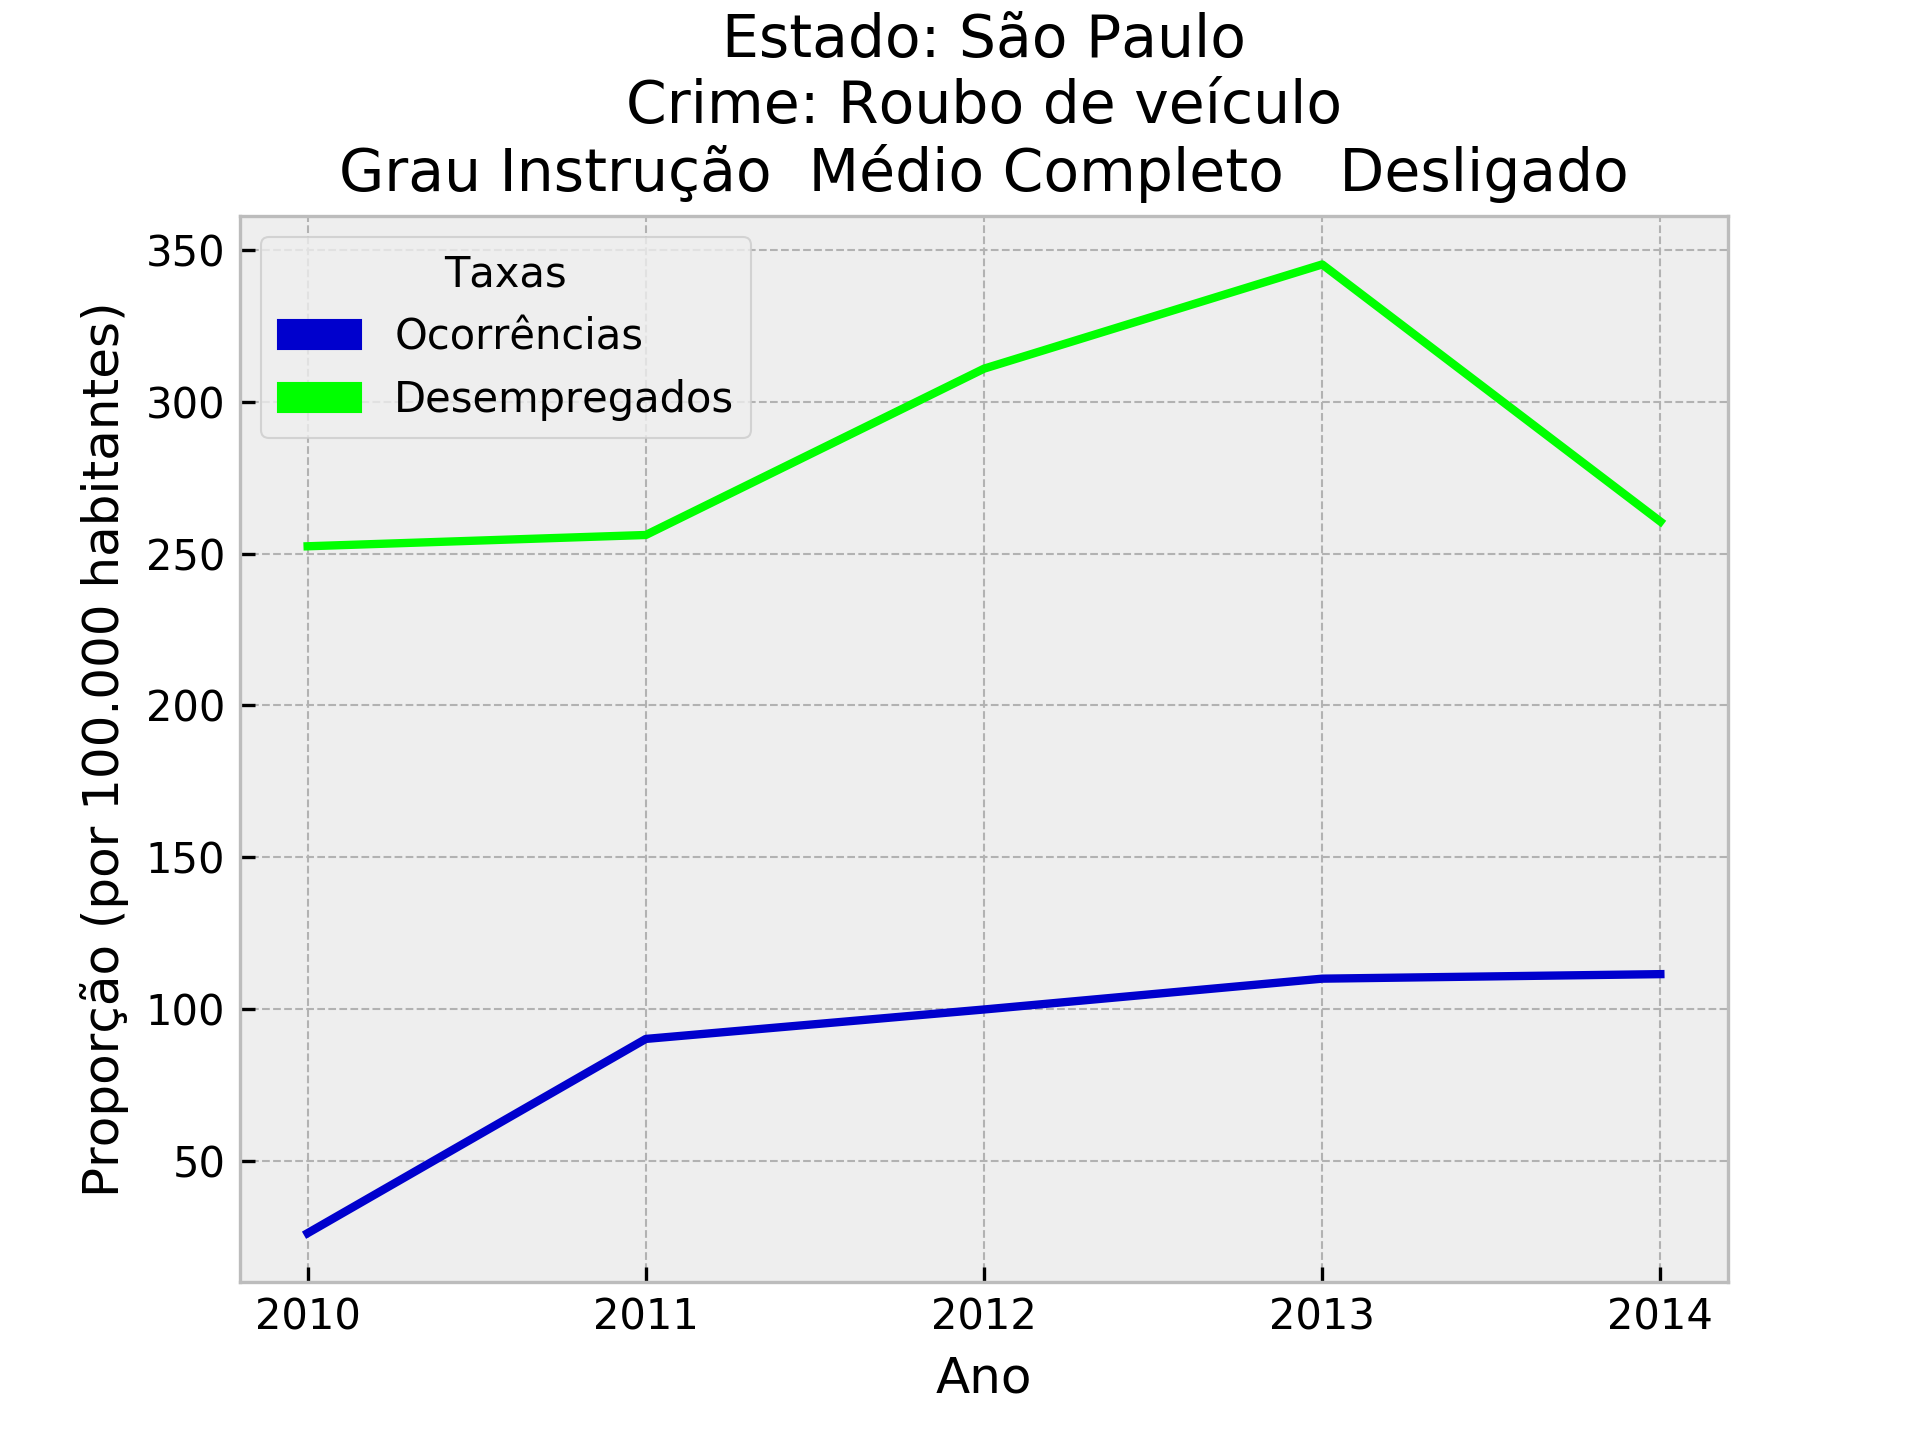 Estado: São Paulo
Crime: Roubo de veículo
Grau Instrução  Médio Completo   Desligado
Taxas
Ocorrências
Desempregados
Proporção (por 100.000 habitantes)
350
300
250
200
150
100
50
2010 2011 2012 2013 2014
Ano